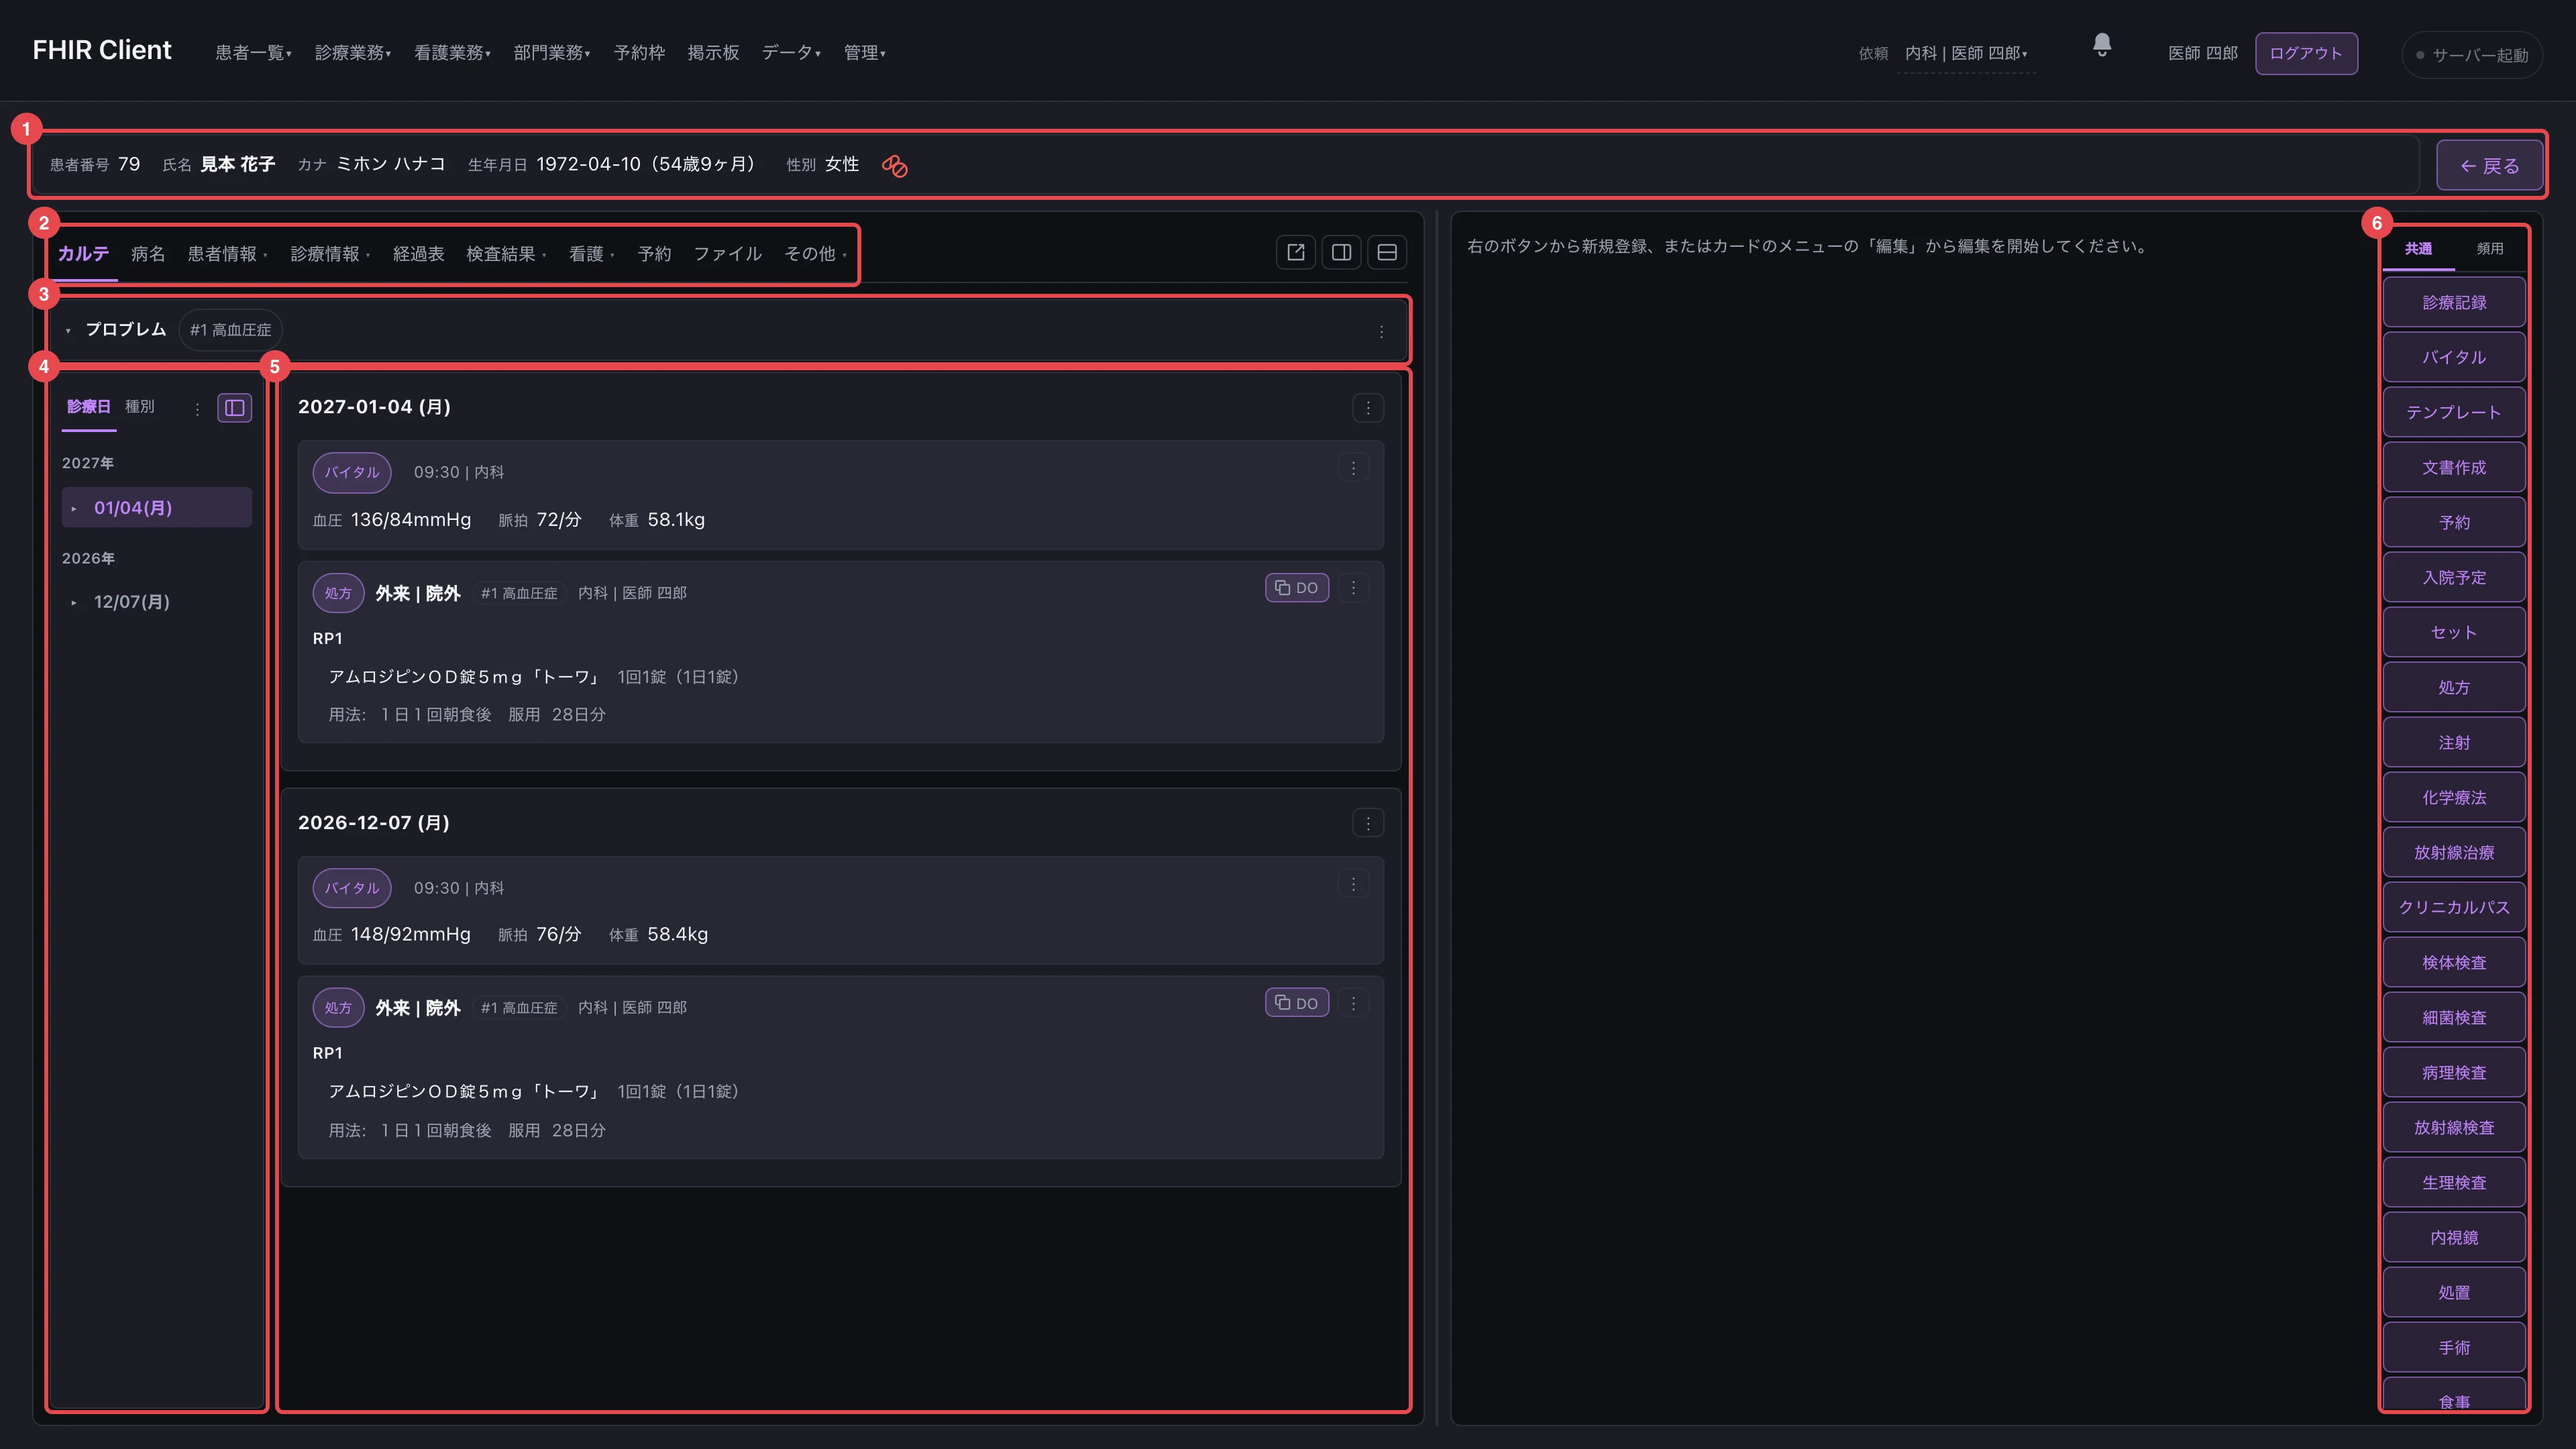 FHIR Client 患者一覧▾ 診療業務▾ 看護業務▾ 部門業務▾ 予約枠 掲示板 データ▾ 管理▾ 依頼 内科 | 医師 四郎▾ 医師 四郎 ログアウト サーバー起動
1
患者番号 79 氏名 見本 花子 カナ ミホン ハナコ 生年月日 1972-04-10（54歳9ヶ月） 性別 女性 ← 戻る
2
カルテ 病名 患者情報 診療情報 経過表 検査結果 看護 予約 ファイル その他
3
プロブレム #1 高血圧症
4
診療日 種別
2027年
01/04(月)
2026年
12/07(月)
5
2027-01-04 (月)
バイタル 09:30 | 内科
血圧 136/84mmHg 脈拍 72/分 体重 58.1kg
処方 外来 | 院外 #1 高血圧症 内科 | 医師 四郎 DO
RP1
アムロジピンＯＤ錠５ｍｇ「トーワ」 1回1錠（1日1錠）
用法: １日１回朝食後 服用 28日分
2026-12-07 (月)
バイタル 09:30 | 内科
血圧 148/92mmHg 脈拍 76/分 体重 58.4kg
処方 外来 | 院外 #1 高血圧症 内科 | 医師 四郎 DO
RP1
アムロジピンＯＤ錠５ｍｇ「トーワ」 1回1錠（1日1錠）
用法: １日１回朝食後 服用 28日分
右のボタンから新規登録、またはカードのメニューの「編集」から編集を開始してください。
6
共通 頻用
診療記録
バイタル
テンプレート
文書作成
予約
入院予定
セット
処方
注射
化学療法
放射線治療
クリニカルパス
検体検査
細菌検査
病理検査
放射線検査
生理検査
内視鏡
処置
手術
食事